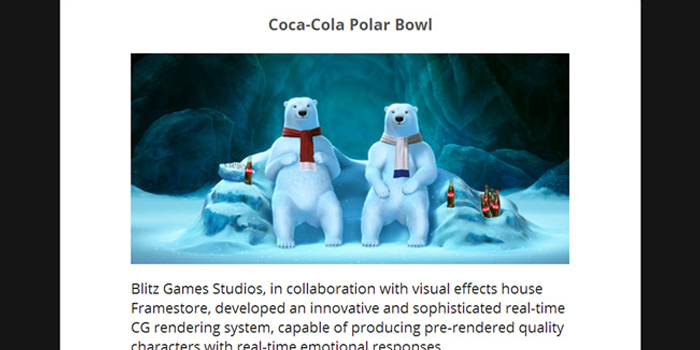 Coca-Cola Polar Bowl
Blitz Games Studios, in collaboration with visual effects house
Framestore, developed an innovative and sophisticated real-time
CG rendering system, capable of producing pre-rendered quality
characters with real-time emotional responses.